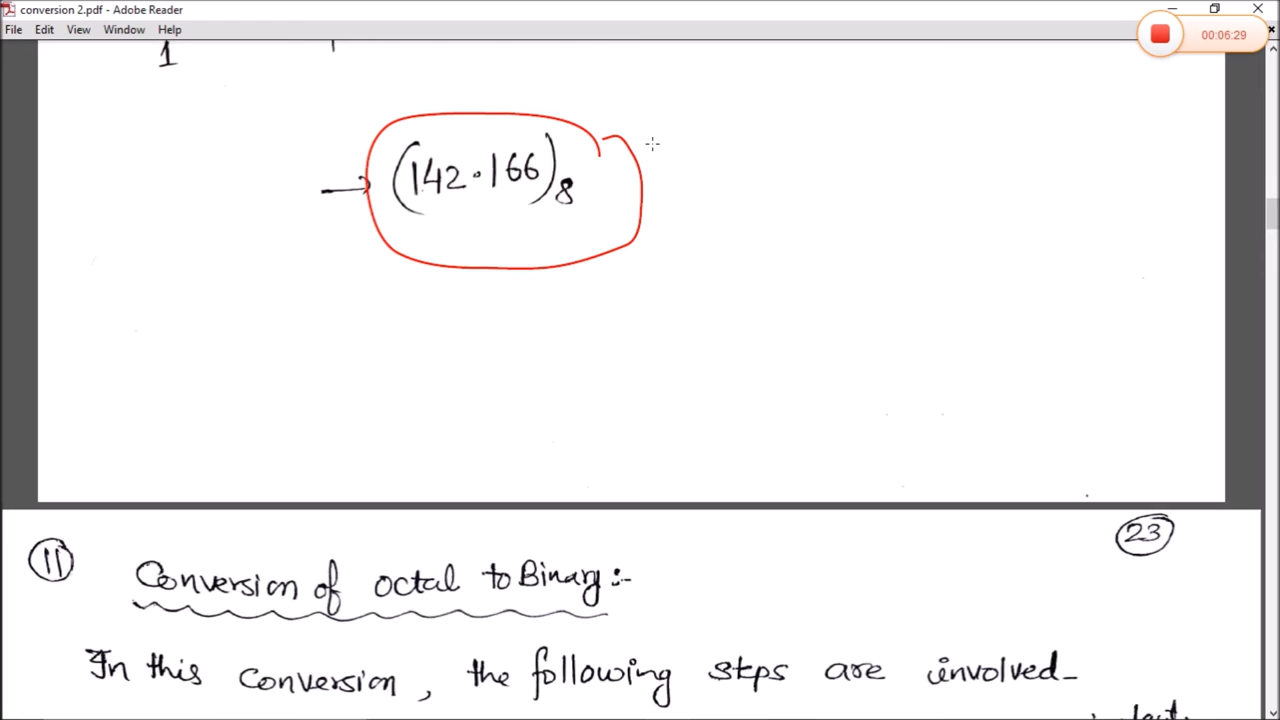 conversion 2.pdf - Adobe Reader
File Edit View Window Help
00:06:29
1
→ (142.166)8
23
11 Conversion of octal to Binary :-
In this conversion, the following steps are involved-